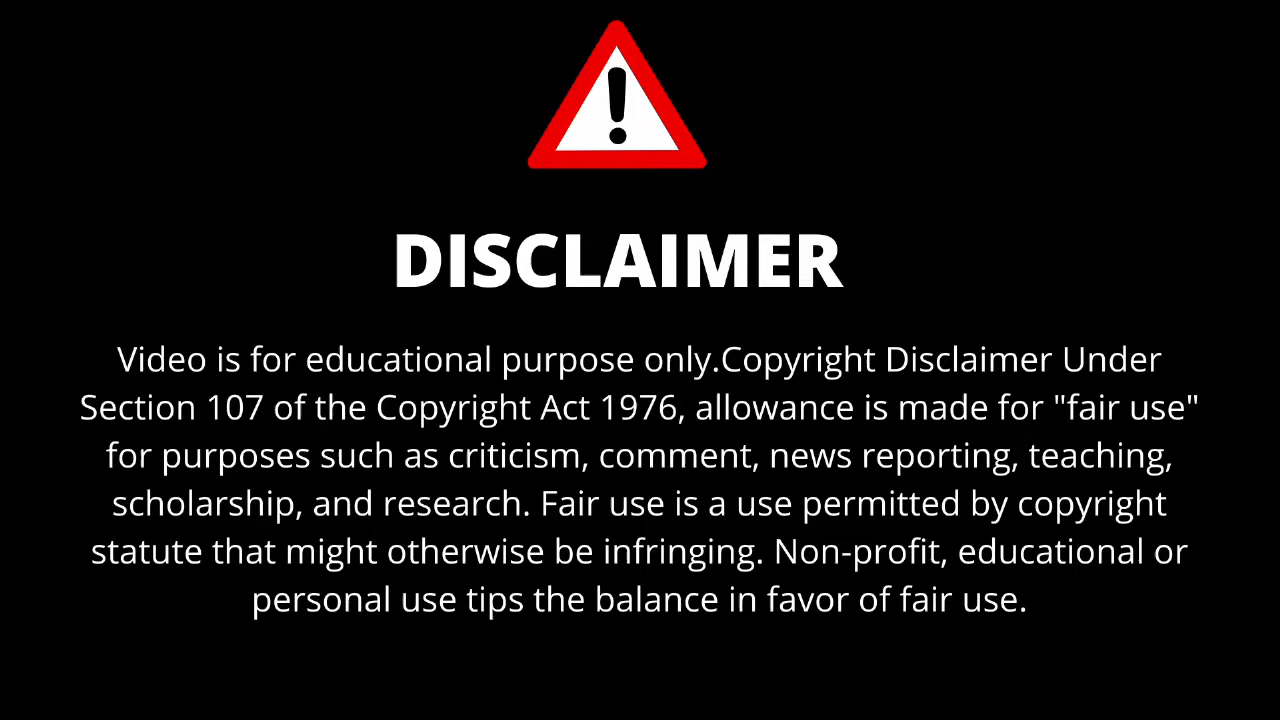 DISCLAIMER
Video is for educational purpose only.Copyright Disclaimer Under
Section 107 of the Copyright Act 1976, allowance is made for "fair use"
for purposes such as criticism, comment, news reporting, teaching,
scholarship, and research. Fair use is a use permitted by copyright
statute that might otherwise be infringing. Non-profit, educational or
personal use tips the balance in favor of fair use.